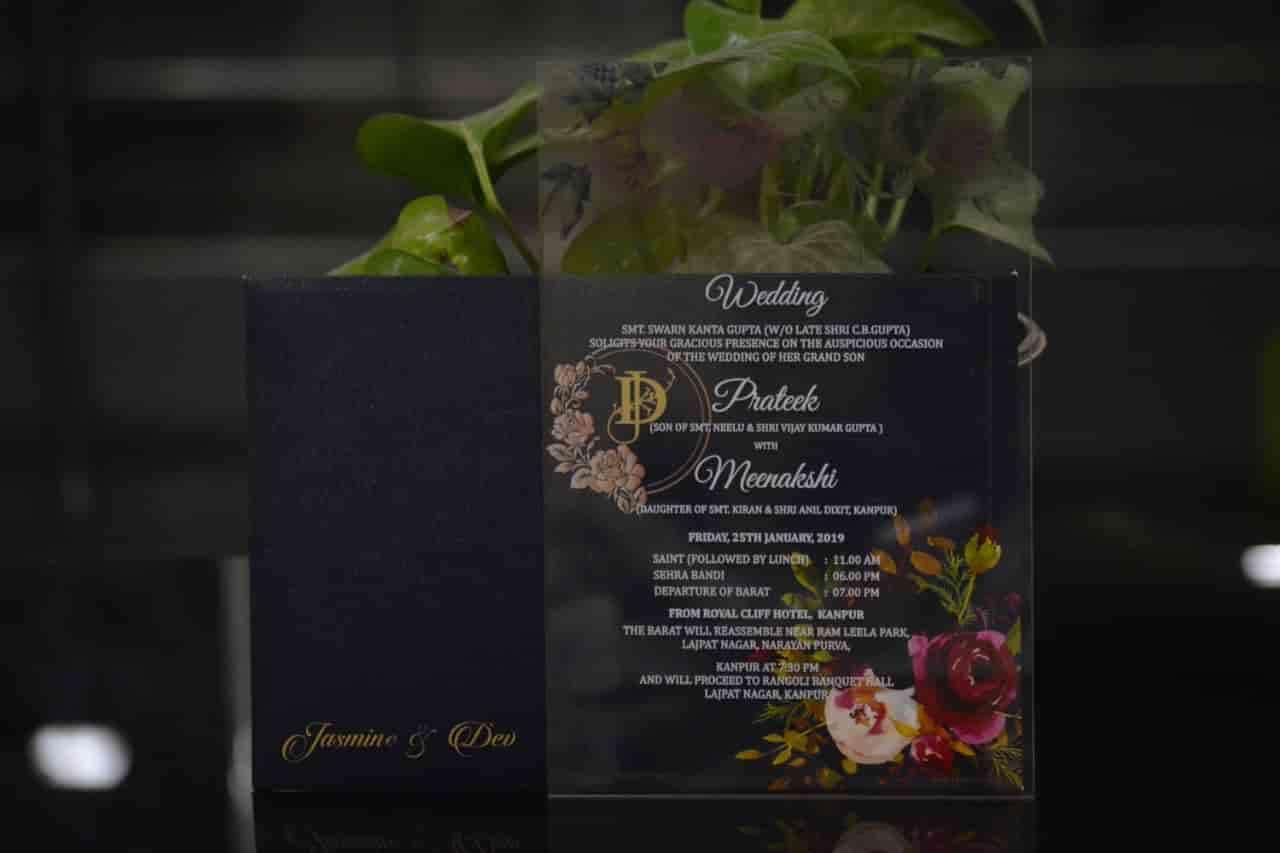 Wedding
SMT. SWARN KANTA GUPTA (W/O LATE SHRI C.B.GUPTA)
SOLICITS YOUR GRACIOUS PRESENCE ON THE AUSPICIOUS OCCASION
OF THE WEDDING OF HER GRAND SON
JD
Prateek
(SON OF SMT. NEELU & SHRI VIJAY KUMAR GUPTA )
WITH
Meenakshi
(DAUGHTER OF SMT. KIRAN & SHRI ANIL DIXIT, KANPUR)
FRIDAY, 25TH JANUARY, 2019
SAINT (FOLLOWED BY LUNCH) : 11.00 AM
SEHRA BANDI : 06.00 PM
DEPARTURE OF BARAT : 07.00 PM
FROM ROYAL CLIFF HOTEL, KANPUR
THE BARAT WILL REASSEMBLE NEAR RAM LEELA PARK,
LAJPAT NAGAR, NARAYAN PURVA,
KANPUR AT 7:30 PM
AND WILL PROCEED TO RANGOLI BANQUET HALL
LAJPAT NAGAR, KANPUR
Jasmine & Dev